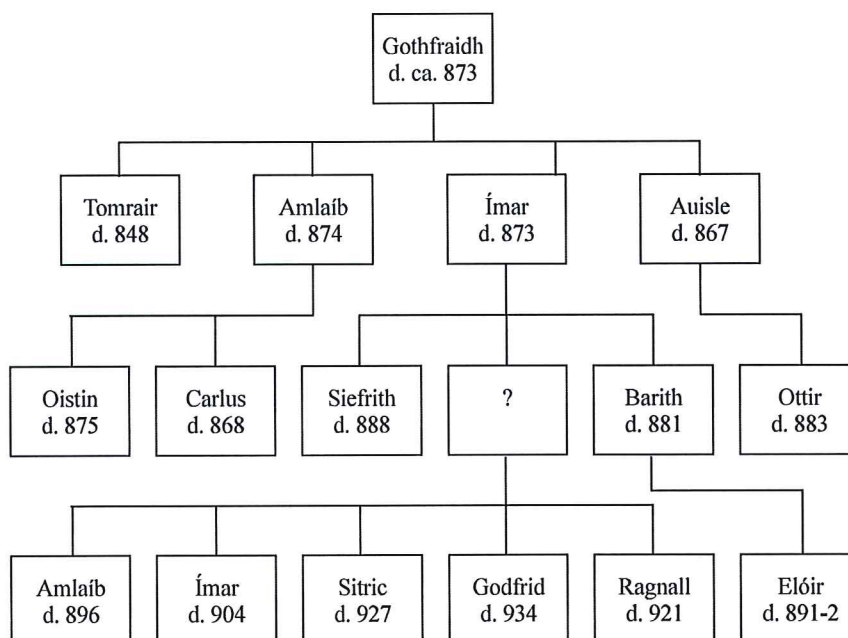 Gothfraidh
d. ca. 873
Tomrair
d. 848
Amlaíb
d. 874
Ímar
d. 873
Auisle
d. 867
Oistin
d. 875
Carlus
d. 868
Siefrith
d. 888
?
Barith
d. 881
Ottir
d. 883
Amlaíb
d. 896
Ímar
d. 904
Sitric
d. 927
Godfrid
d. 934
Ragnall
d. 921
Elóir
d. 891-2